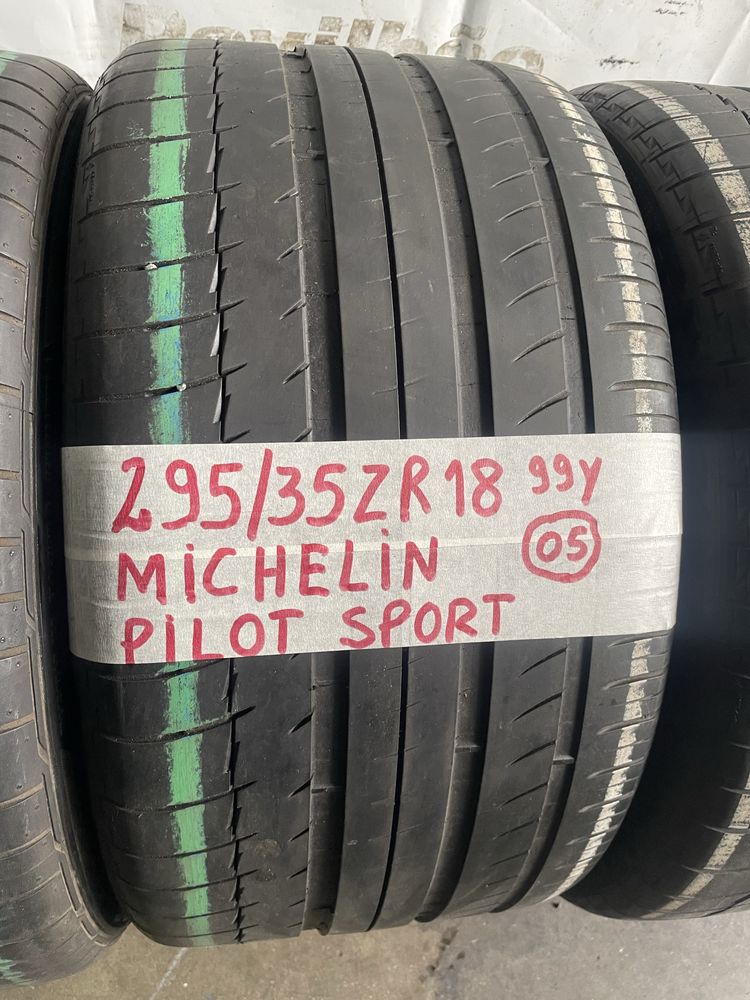 295/35ZR18 99Y
MiCHELiN 05
PiLOT SPORT